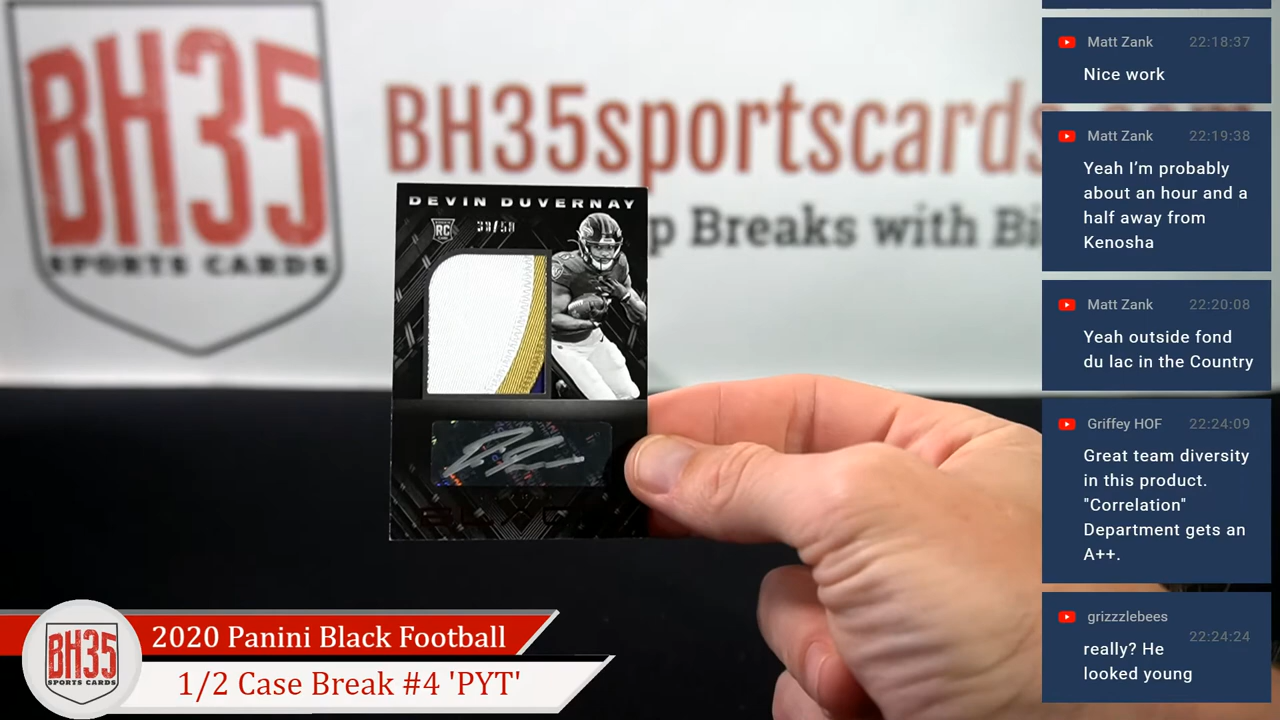 BH35
SPORTS CARDS
BH35sportscards
p Breaks with Bi
DEVIN DUVERNAY
RC
BLACK
BH35
SPORTS CARDS
2020 Panini Black Football
1/2 Case Break #4 'PYT'
Matt Zank 22:18:37
Nice work
Matt Zank 22:19:38
Yeah I'm probably
about an hour and a
half away from
Kenosha
Matt Zank 22:20:08
Yeah outside fond
du lac in the Country
Griffey HOF 22:24:09
Great team diversity
in this product.
"Correlation"
Department gets an
A++.
grizzzlebees 22:24:24
really? He
looked young